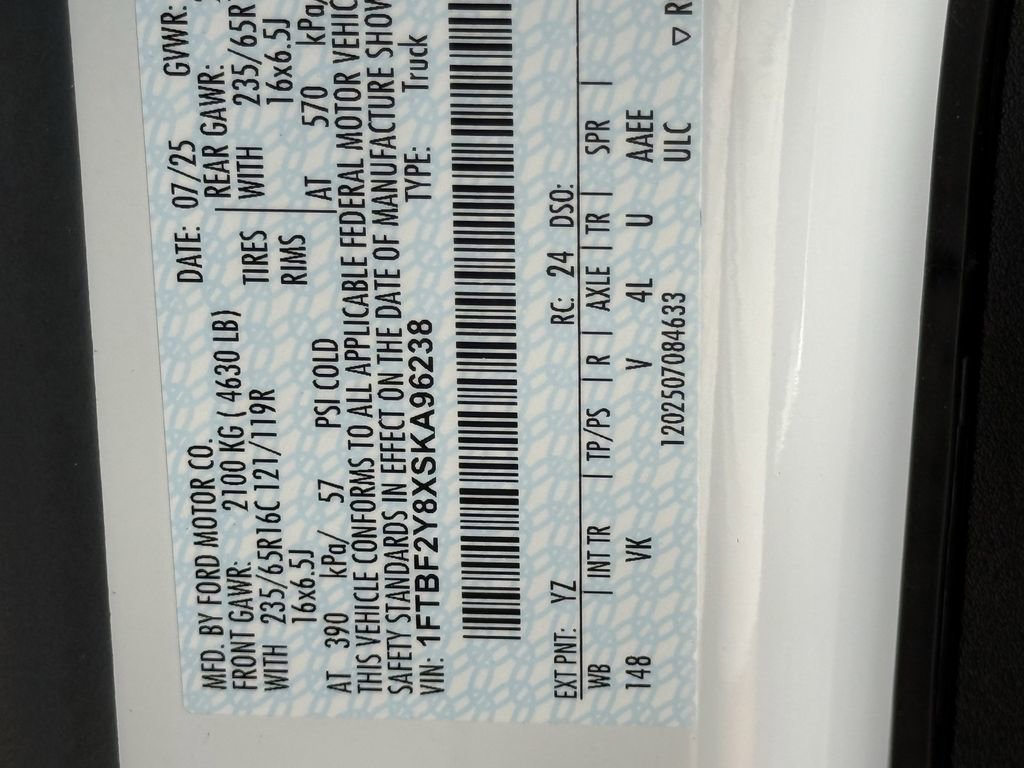 MFD. BY FORD MOTOR CO. DATE: 07/25 GVWR:
FRONT GAWR: 2100 KG ( 4630 LB) REAR GAWR:
WITH 235/65R16C 121/119R TIRES WITH 235/65R
16x6.5J RIMS 16x6.5J
AT 390 kPa/ 57 PSI COLD AT 570 kPa/
THIS VEHICLE CONFORMS TO ALL APPLICABLE FEDERAL MOTOR VEHIC
SAFETY STANDARDS IN EFFECT ON THE DATE OF MANUFACTURE SHOW
VIN: 1FTBF2Y8XSKA96238 TYPE: Truck
EXT PNT: YZ RC: 24 DSO:
WB | INT TR | TP/PS | R | AXLE | TR | SPR |
148 VK V 4L U AAEE
1202507084633 ULC ▽ R